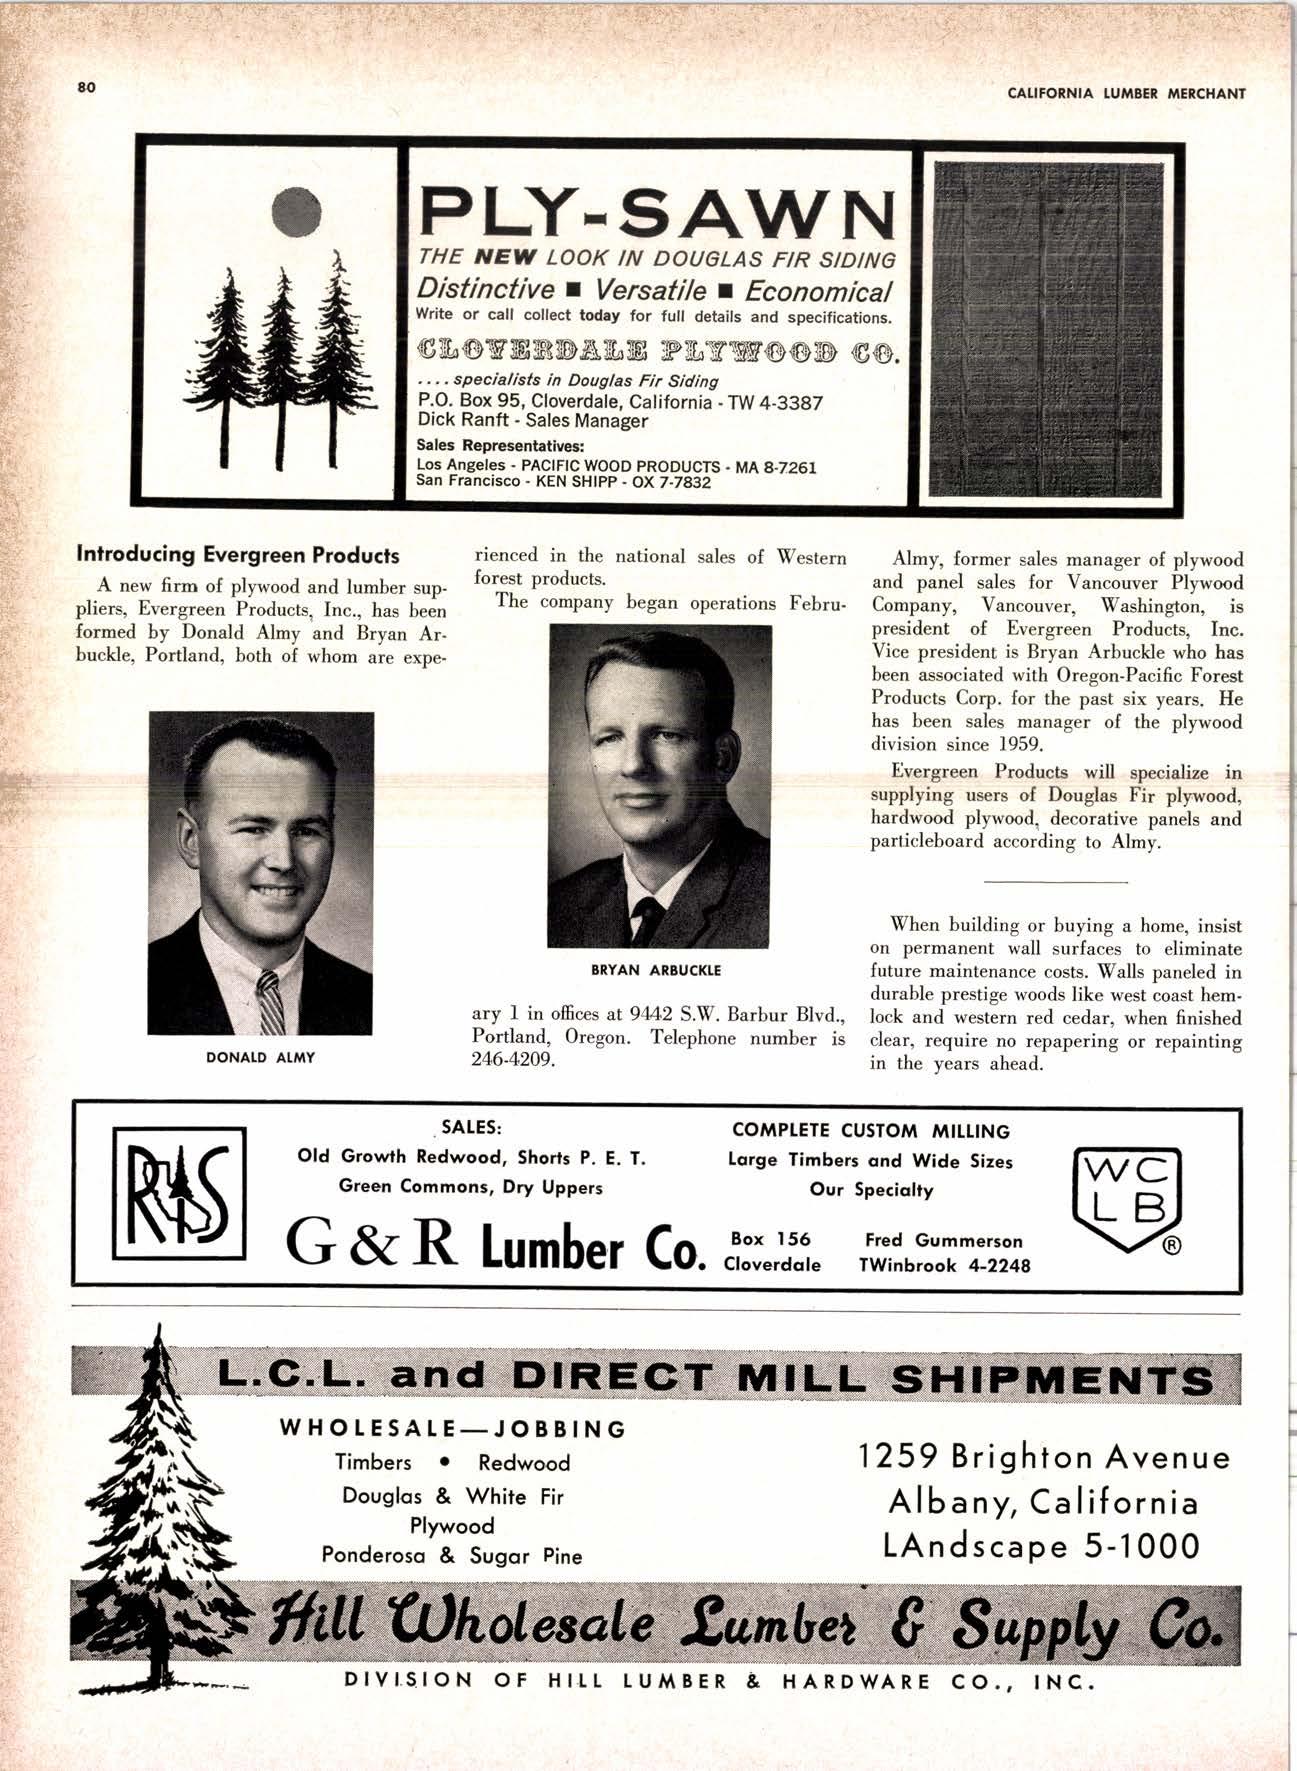 80
CALIFORNIA LUMBER MERCHANT
PLY-SAWN
THE NEW LOOK IN DOUGLAS FIR SIDING
Distinctive ■ Versatile ■ Economical
Write or call collect today for full details and specifications.
CLOVERDALE PLYWOOD CO.
....specialists in Douglas Fir Siding
P.O. Box 95, Cloverdale, California - TW 4-3387
Dick Ranft - Sales Manager
Sales Representatives:
Los Angeles - PACIFIC WOOD PRODUCTS - MA 8-7261
San Francisco - KEN SHIPP - OX 7-7832
Introducing Evergreen Products
A new firm of plywood and lumber sup-
pliers, Evergreen Products, Inc., has been
formed by Donald Almy and Bryan Ar-
buckle, Portland, both of whom are expe-
DONALD ALMY
rienced in the national sales of Western
forest products.
The company began operations Febru-
BRYAN ARBUCKLE
ary 1 in offices at 9442 S.W. Barbur Blvd.,
Portland, Oregon. Telephone number is
246-4209.
Almy, former sales manager of plywood
and panel sales for Vancouver Plywood
Company, Vancouver, Washington, is
president of Evergreen Products, Inc.
Vice president is Bryan Arbuckle who has
been associated with Oregon-Pacific Forest
Products Corp. for the past six years. He
has been sales manager of the plywood
division since 1959.
Evergreen Products will specialize in
supplying users of Douglas Fir plywood,
hardwood plywood, decorative panels and
particleboard according to Almy.
When building or buying a home, insist
on permanent wall surfaces to eliminate
future maintenance costs. Walls paneled in
durable prestige woods like west coast hem-
lock and western red cedar, when finished
clear, require no repapering or repainting
in the years ahead.
RIS
SALES:
Old Growth Redwood, Shorts P. E. T.
Green Commons, Dry Uppers
COMPLETE CUSTOM MILLING
Large Timbers and Wide Sizes
Our Specialty
G & R Lumber Co.
Box 156
Cloverdale
Fred Gummerson
TWinbrook 4-2248
WC
LB
®
L.C.L. and DIRECT MILL SHIPMENTS
WHOLESALE—JOBBING
Timbers • Redwood
Douglas & White Fir
Plywood
Ponderosa & Sugar Pine
1259 Brighton Avenue
Albany, California
LAndscape 5-1000
Hill Wholesale Lumber & Supply Co.
DIVISION OF HILL LUMBER & HARDWARE CO., INC.